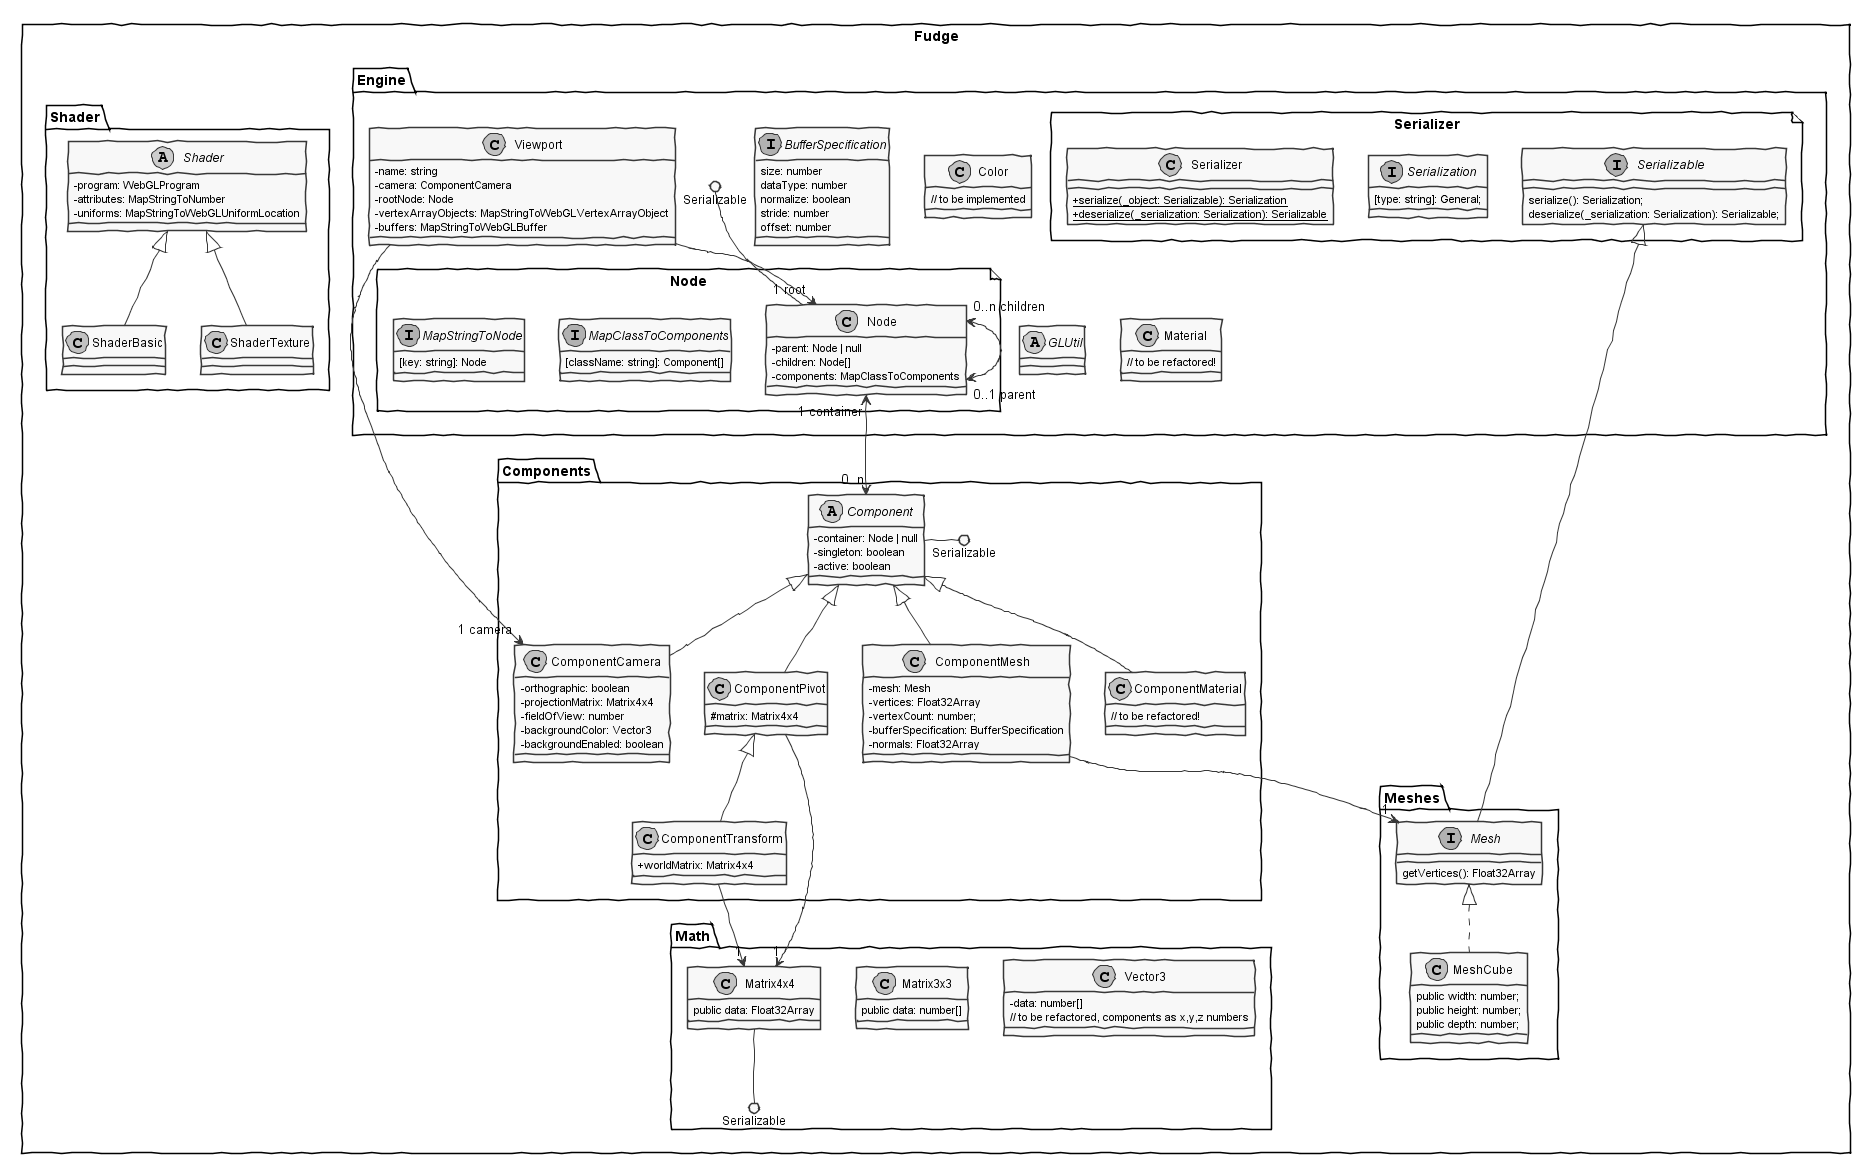 Fudge
Shader
A Shader
-program: WebGLProgram
-attributes: MapStringToNumber
-uniforms: MapStringToWebGLUniformLocation
C ShaderBasic
C ShaderTexture
Engine
C Viewport
-name: string
-camera: ComponentCamera
-rootNode: Node
-vertexArrayObjects: MapStringToWebGLVertexArrayObject
-buffers: MapStringToWebGLBuffer
Serializable
I BufferSpecification
size: number
dataType: number
normalize: boolean
stride: number
offset: number
C Color
// to be implemented
Serializer
C Serializer
+serialize(_object: Serializable): Serialization
+deserialize(_serialization: Serialization): Serializable
I Serialization
[type: string]: General;
I Serializable
serialize(): Serialization;
deserialize(_serialization: Serialization): Serializable;
Node
1 root
I MapStringToNode
[key: string]: Node
I MapClassToComponents
[className: string]: Component[]
C Node
-parent: Node | null
-children: Node[]
-components: MapClassToComponents
0..n children
0..1 parent
1 container
A GLUtil
C Material
// to be refactored!
Components
0..n
A Component
-container: Node | null
-singleton: boolean
-active: boolean
Serializable
1 camera
C ComponentCamera
-orthographic: boolean
-projectionMatrix: Matrix4x4
-fieldOfView: number
-backgroundColor: Vector3
-backgroundEnabled: boolean
C ComponentPivot
#matrix: Matrix4x4
C ComponentMesh
-mesh: Mesh
-vertices: Float32Array
-vertexCount: number;
-bufferSpecification: BufferSpecification
-normals: Float32Array
C ComponentMaterial
// to be refactored!
C ComponentTransform
+worldMatrix: Matrix4x4
Meshes
1
I Mesh
getVertices(): Float32Array
C MeshCube
public width: number;
public height: number;
public depth: number;
Math
1
1
C Matrix4x4
public data: Float32Array
C Matrix3x3
public data: number[]
C Vector3
-data: number[]
// to be refactored, components as x,y,z numbers
Serializable